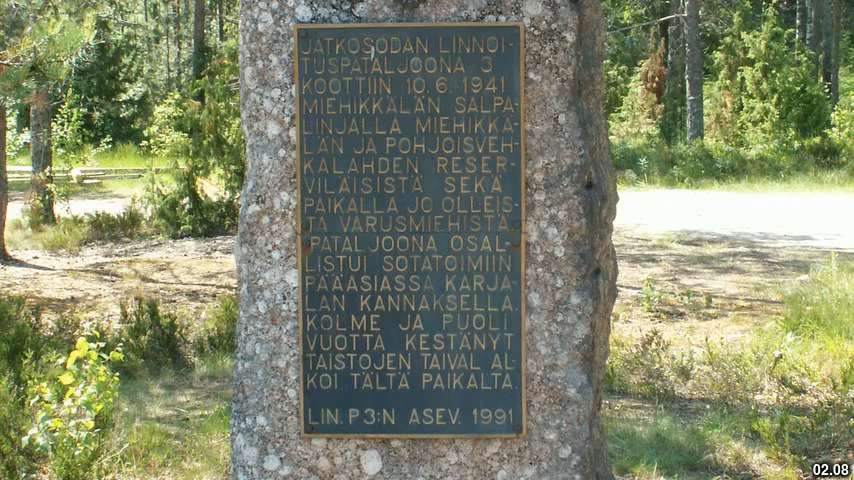 JATKOSODAN LINNOI-
TUSPATALJOONA 3
KOOTTIIN 10.6.1941
MIEHIKKÄLÄN SALPA-
LINJALLA MIEHIKKÄ-
LÄN JA POHJOISVEH-
KALAHDEN RESER-
VILÄISISTÄ SEKÄ
PAIKALLA JO OLLEIS-
TA VARUSMIEHISTÄ.
PATALJOONA OSAL-
LISTUI SOTATOIMIIN
PÄÄASIASSA KARJA-
LAN KANNAKSELLA.
KOLME JA PUOLI
VUOTTA KESTÄNYT
TAISTOJEN TAIVAL AL-
KOI TÄLTÄ PAIKALTA.
LIN.P3:N ASEV. 1991
02.08